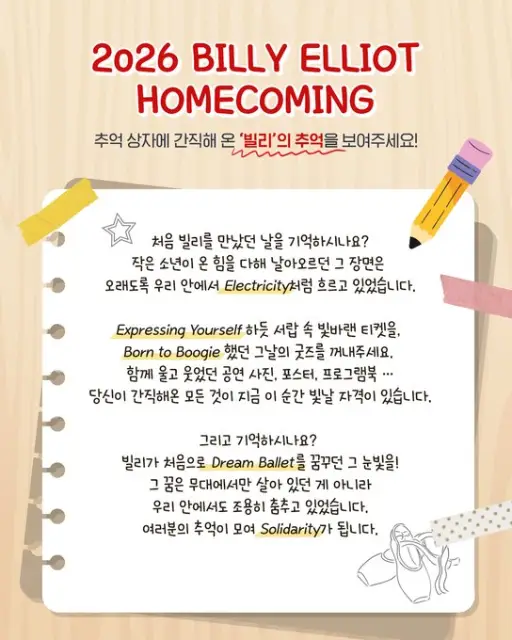 2026 BILLY ELLIOT
HOMECOMING
추억 상자에 간직해 온 '빌리'의 추억을 보여주세요!
처음 빌리를 만났던 날을 기억하시나요?
작은 소년이 온 힘을 다해 날아오르던 그 장면은
오래도록 우리 안에서 Electricity처럼 흐르고 있었습니다.
Expressing Yourself 하듯 서랍 속 빛바랜 티켓을,
Born to Boogie 했던 그날의 굿즈를 꺼내주세요.
함께 울고 웃었던 공연 사진, 포스터, 프로그램북 …
당신이 간직해온 모든 것이 지금 이 순간 빛날 자격이 있습니다.
그리고 기억하시나요?
빌리가 처음으로 Dream Ballet를 꿈꾸던 그 눈빛을!
그 꿈은 무대에서만 살아 있던 게 아니라
우리 안에서도 조용히 춤추고 있었습니다.
여러분의 추억이 모여 Solidarity가 됩니다.